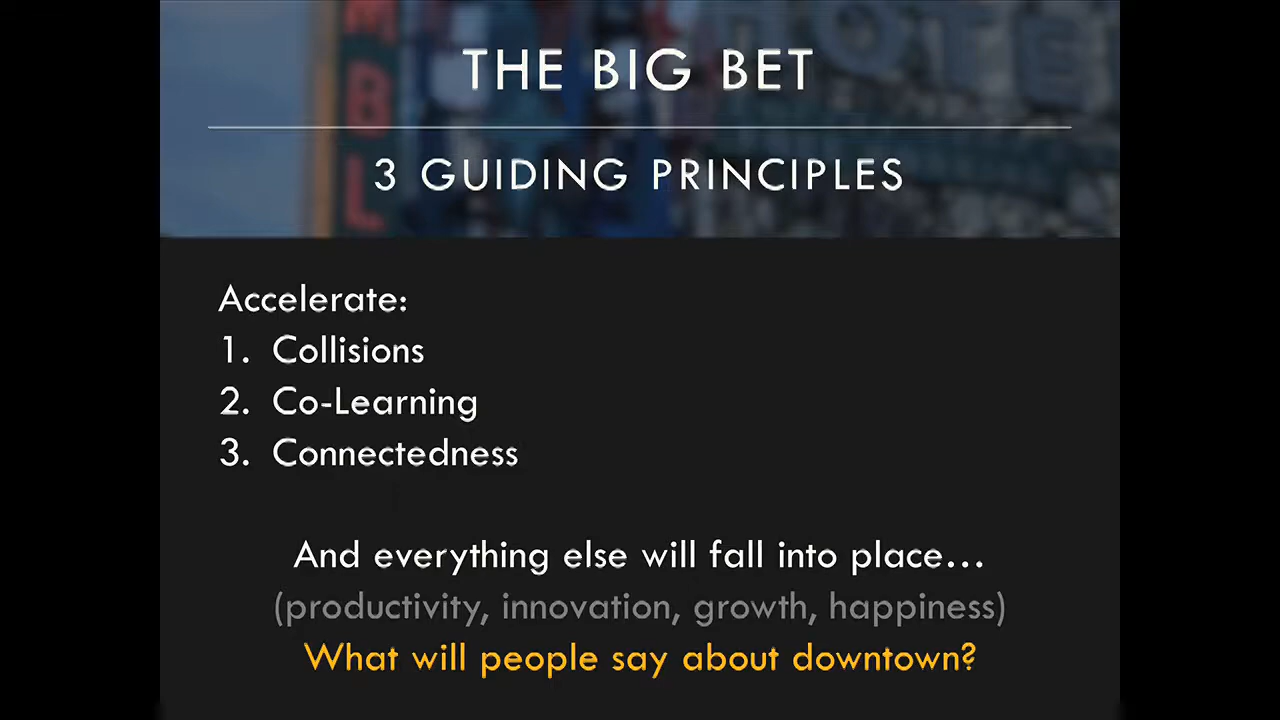 THE BIG BET
3 GUIDING PRINCIPLES
Accelerate:
1. Collisions
2. Co-Learning
3. Connectedness
And everything else will fall into place...
(productivity, innovation, growth, happiness)
What will people say about downtown?